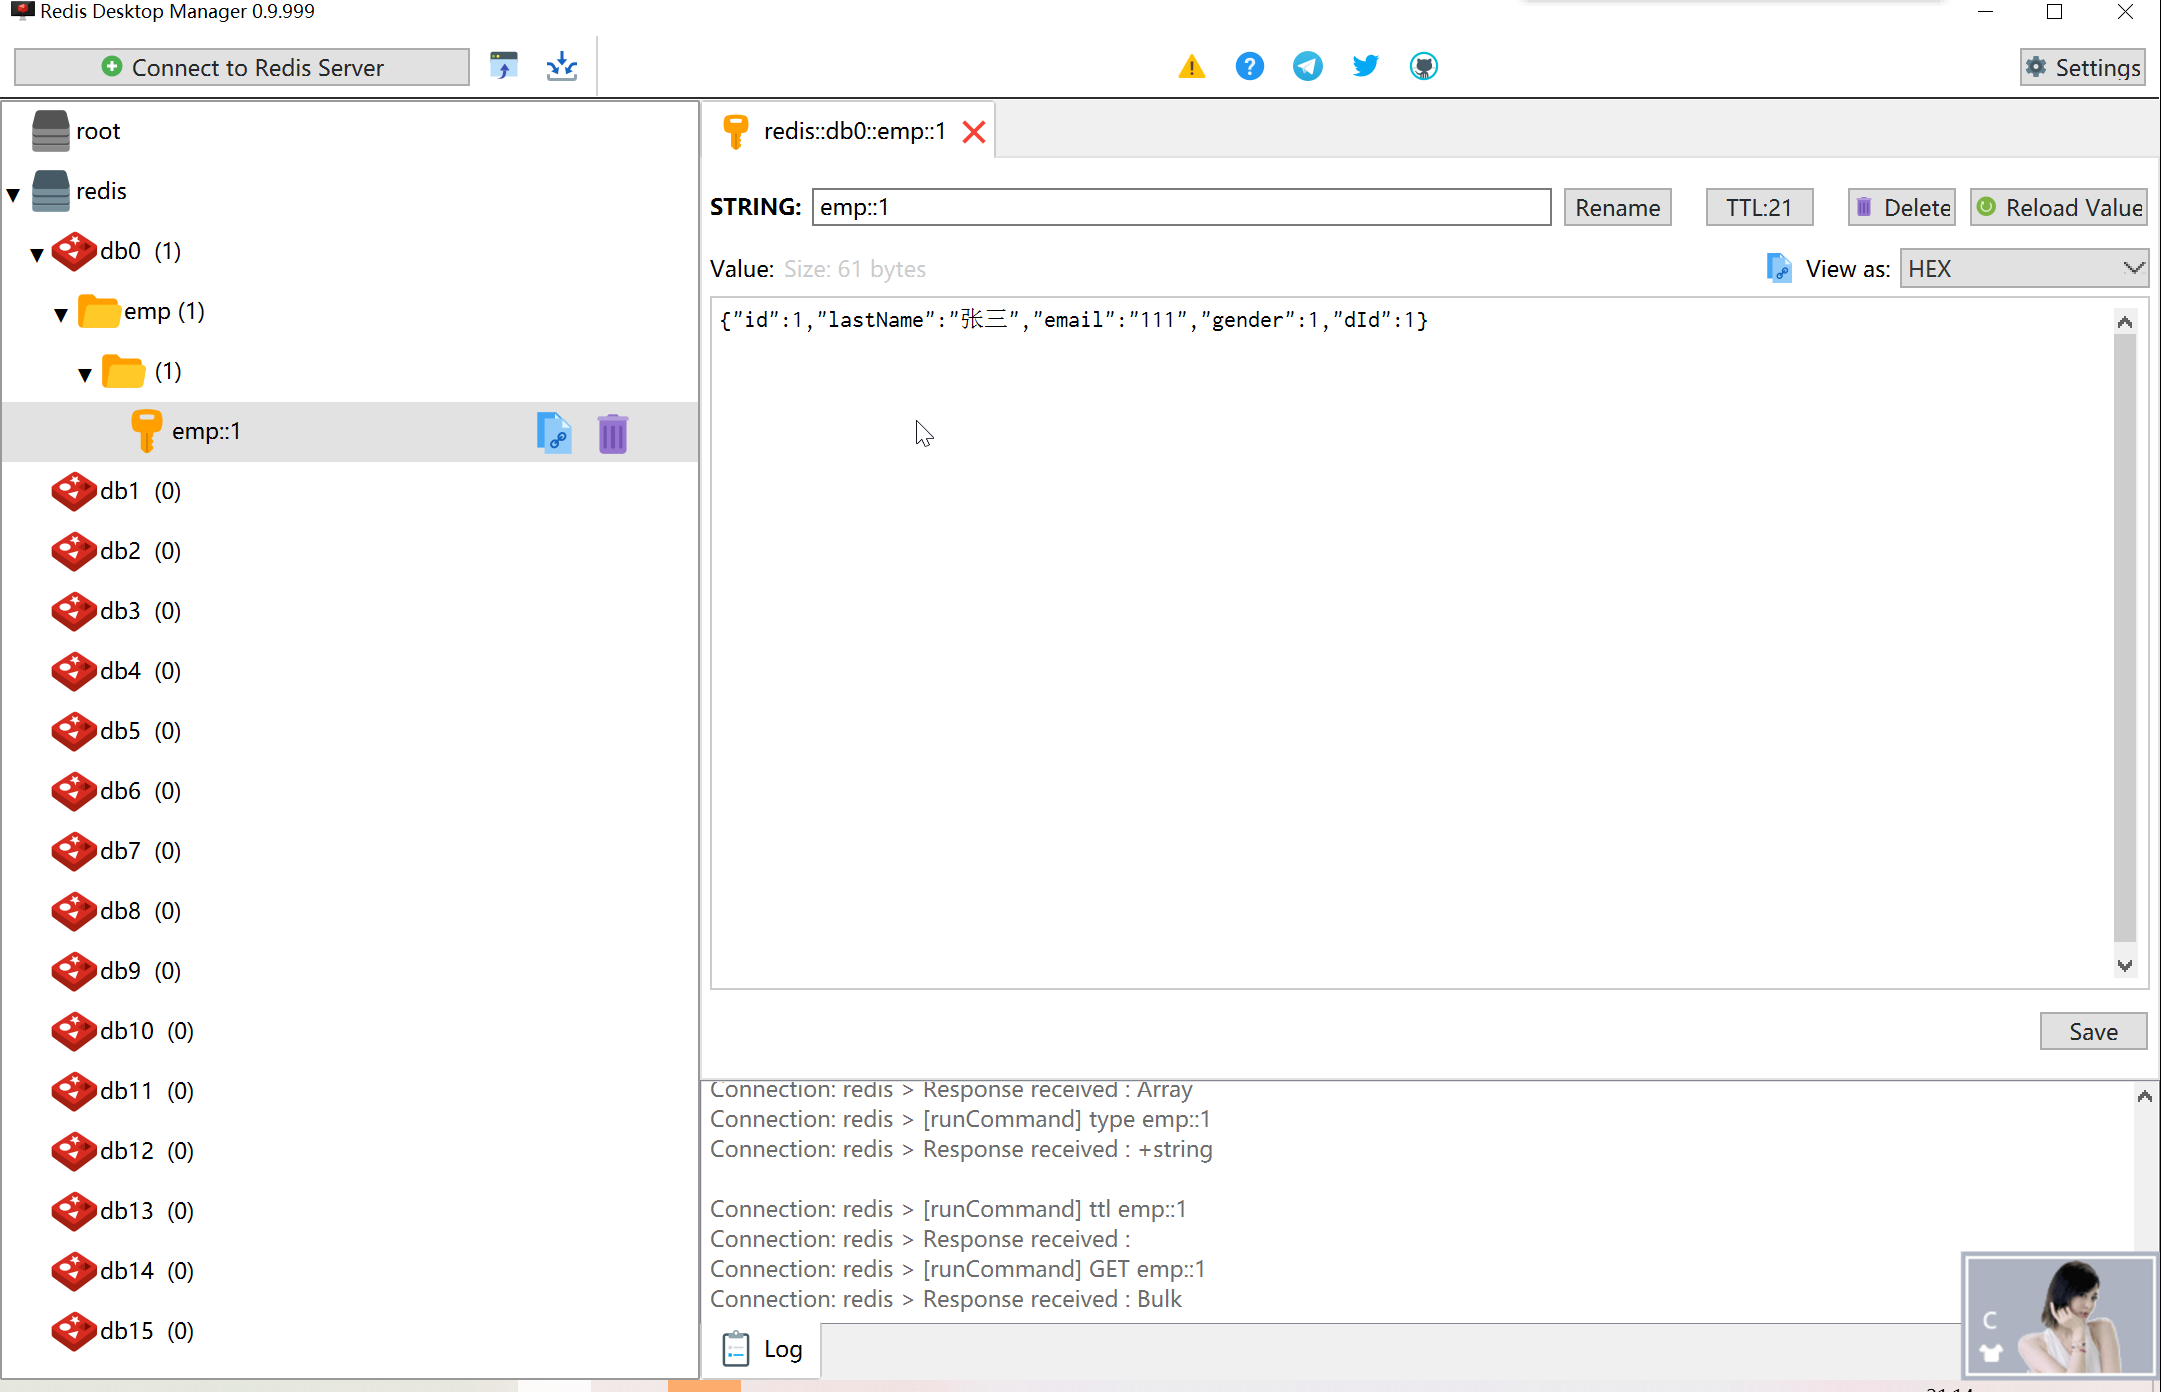 Redis Desktop Manager 0.9.999
Connect to Redis Server
Settings
root
redis
db0 (1)
emp (1)
(1)
emp::1
db1 (0)
db2 (0)
db3 (0)
db4 (0)
db5 (0)
db6 (0)
db7 (0)
db8 (0)
db9 (0)
db10 (0)
db11 (0)
db12 (0)
db13 (0)
db14 (0)
db15 (0)
redis::db0::emp::1
STRING: emp::1 Rename TTL:21 Delete Reload Value
Value: Size: 61 bytes View as: HEX
{"id":1,"lastName":"张三","email":"111","gender":1,"dId":1}
Save
Connection: redis > Response received : Array
Connection: redis > [runCommand] type emp::1
Connection: redis > Response received : +string
Connection: redis > [runCommand] ttl emp::1
Connection: redis > Response received :
Connection: redis > [runCommand] GET emp::1
Connection: redis > Response received : Bulk
Log
C